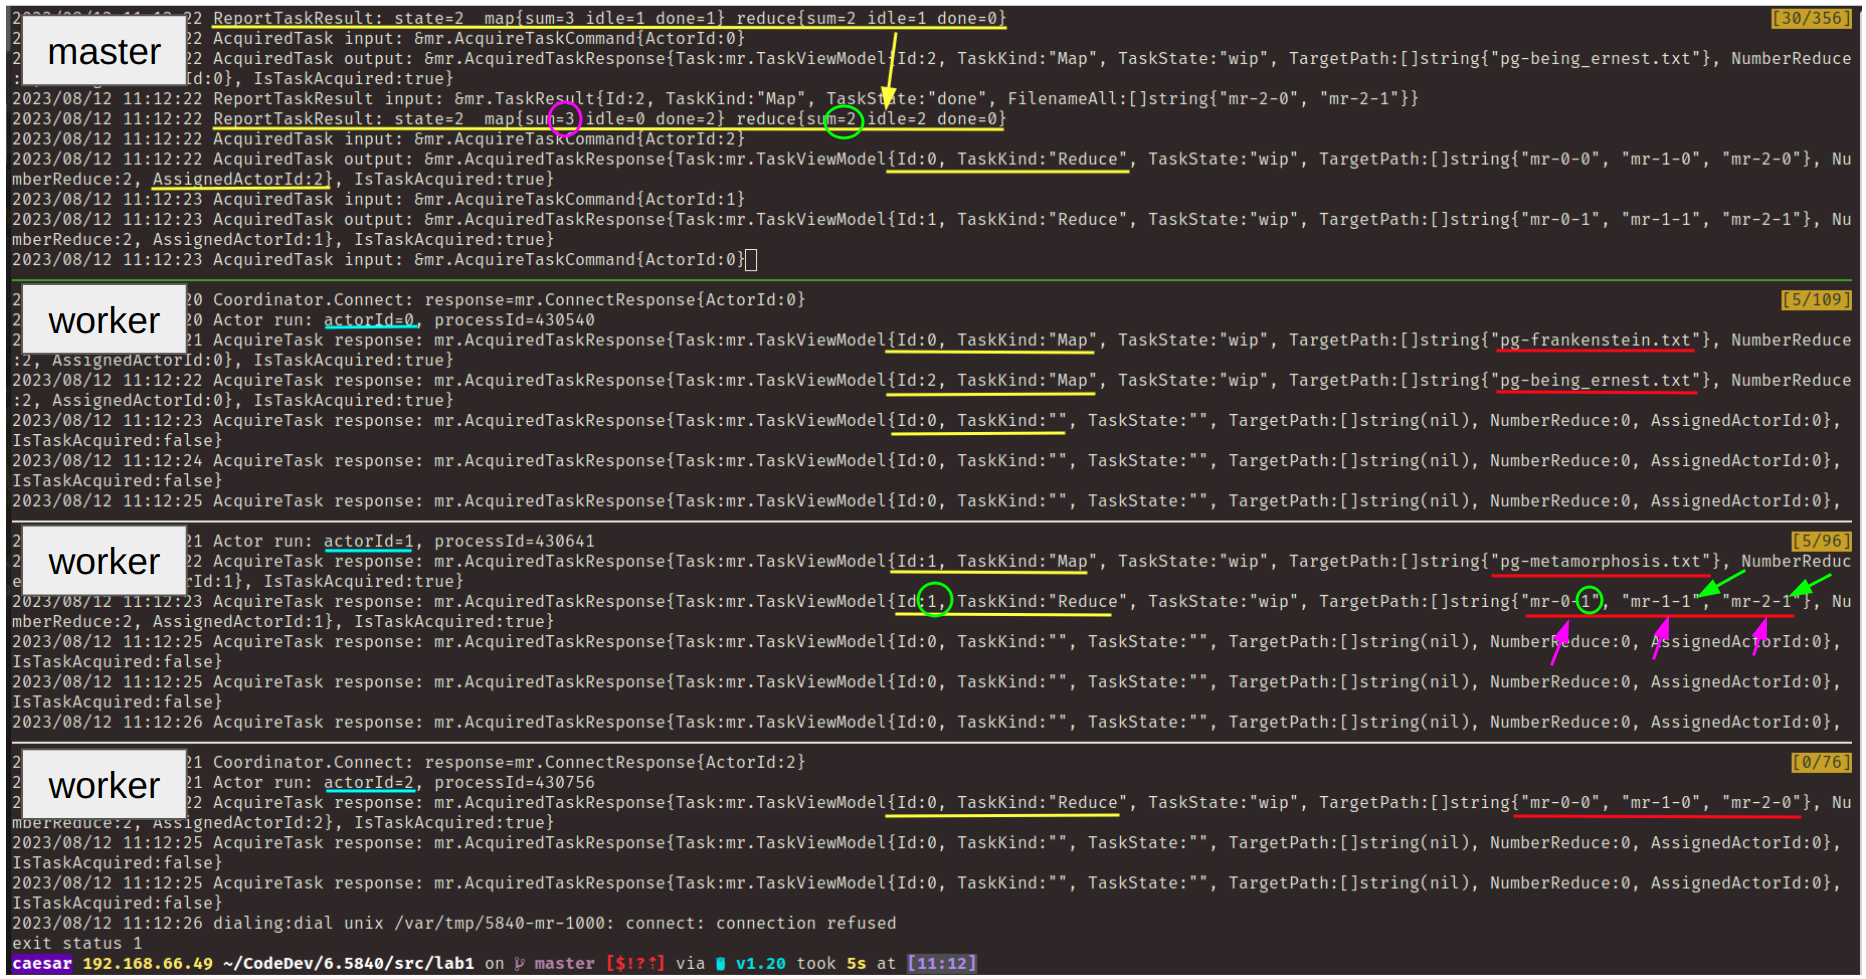 22 ReportTaskResult: state=2  map{sum=3 idle=1 done=1} reduce{sum=2 idle=1 done=0}
[30/356]
master
22 AcquiredTask input: &mr.AcquireTaskCommand{ActorId:0}
22 AcquiredTask output: &mr.AcquiredTaskResponse{Task:mr.TaskViewModel{Id:2, TaskKind:"Map", TaskState:"wip", TargetPath:[]string{"pg-being_ernest.txt"}, NumberReduce
Id:0}, IsTaskAcquired:true}
2023/08/12 11:12:22 ReportTaskResult input: &mr.TaskResult{Id:2, TaskKind:"Map", TaskState:"done", FilenameAll:[]string{"mr-2-0", "mr-2-1"}}
2023/08/12 11:12:22 ReportTaskResult: state=2  map{sum=3 idle=0 done=2} reduce{sum=2 idle=2 done=0}
2023/08/12 11:12:22 AcquiredTask input: &mr.AcquireTaskCommand{ActorId:2}
2023/08/12 11:12:22 AcquiredTask output: &mr.AcquiredTaskResponse{Task:mr.TaskViewModel{Id:0, TaskKind:"Reduce", TaskState:"wip", TargetPath:[]string{"mr-0-0", "mr-1-0", "mr-2-0"}, Nu
mberReduce:2, AssignedActorId:2}, IsTaskAcquired:true}
2023/08/12 11:12:23 AcquiredTask input: &mr.AcquireTaskCommand{ActorId:1}
2023/08/12 11:12:23 AcquiredTask output: &mr.AcquiredTaskResponse{Task:mr.TaskViewModel{Id:1, TaskKind:"Reduce", TaskState:"wip", TargetPath:[]string{"mr-0-1", "mr-1-1", "mr-2-1"}, Nu
mberReduce:2, AssignedActorId:1}, IsTaskAcquired:true}
2023/08/12 11:12:23 AcquiredTask input: &mr.AcquireTaskCommand{ActorId:0}
2 20 Coordinator.Connect: response=mr.ConnectResponse{ActorId:0}
[5/109]
worker
2 20 Actor run: actorId=0, processId=430540
2 21 AcquireTask response: mr.AcquiredTaskResponse{Task:mr.TaskViewModel{Id:0, TaskKind:"Map", TaskState:"wip", TargetPath:[]string{"pg-frankenstein.txt"}, NumberReduce
:2, AssignedActorId:0}, IsTaskAcquired:true}
2023/08/12 11:12:22 AcquireTask response: mr.AcquiredTaskResponse{Task:mr.TaskViewModel{Id:2, TaskKind:"Map", TaskState:"wip", TargetPath:[]string{"pg-being_ernest.txt"}, NumberReduce
:2, AssignedActorId:0}, IsTaskAcquired:true}
2023/08/12 11:12:23 AcquireTask response: mr.AcquiredTaskResponse{Task:mr.TaskViewModel{Id:0, TaskKind:"", TaskState:"", TargetPath:[]string(nil), NumberReduce:0, AssignedActorId:0},
IsTaskAcquired:false}
2023/08/12 11:12:24 AcquireTask response: mr.AcquiredTaskResponse{Task:mr.TaskViewModel{Id:0, TaskKind:"", TaskState:"", TargetPath:[]string(nil), NumberReduce:0, AssignedActorId:0},
IsTaskAcquired:false}
2023/08/12 11:12:25 AcquireTask response: mr.AcquiredTaskResponse{Task:mr.TaskViewModel{Id:0, TaskKind:"", TaskState:"", TargetPath:[]string(nil), NumberReduce:0, AssignedActorId:0},
2 21 Actor run: actorId=1, processId=430641
[5/96]
worker
2 22 AcquireTask response: mr.AcquiredTaskResponse{Task:mr.TaskViewModel{Id:1, TaskKind:"Map", TaskState:"wip", TargetPath:[]string{"pg-metamorphosis.txt"}, NumberReduc
e rId:1}, IsTaskAcquired:true}
2023/08/12 11:12:23 AcquireTask response: mr.AcquiredTaskResponse{Task:mr.TaskViewModel{Id:1, TaskKind:"Reduce", TaskState:"wip", TargetPath:[]string{"mr-0-1", "mr-1-1", "mr-2-1"}, Nu
mberReduce:2, AssignedActorId:1}, IsTaskAcquired:true}
2023/08/12 11:12:25 AcquireTask response: mr.AcquiredTaskResponse{Task:mr.TaskViewModel{Id:0, TaskKind:"", TaskState:"", TargetPath:[]string(nil), NumberReduce:0, AssignedActorId:0},
IsTaskAcquired:false}
2023/08/12 11:12:25 AcquireTask response: mr.AcquiredTaskResponse{Task:mr.TaskViewModel{Id:0, TaskKind:"", TaskState:"", TargetPath:[]string(nil), NumberReduce:0, AssignedActorId:0},
IsTaskAcquired:false}
2023/08/12 11:12:26 AcquireTask response: mr.AcquiredTaskResponse{Task:mr.TaskViewModel{Id:0, TaskKind:"", TaskState:"", TargetPath:[]string(nil), NumberReduce:0, AssignedActorId:0},
2 21 Coordinator.Connect: response=mr.ConnectResponse{ActorId:2}
[0/76]
worker
2 21 Actor run: actorId=2, processId=430756
2 22 AcquireTask response: mr.AcquiredTaskResponse{Task:mr.TaskViewModel{Id:0, TaskKind:"Reduce", TaskState:"wip", TargetPath:[]string{"mr-0-0", "mr-1-0", "mr-2-0"}, Nu
mberReduce:2, AssignedActorId:2}, IsTaskAcquired:true}
2023/08/12 11:12:25 AcquireTask response: mr.AcquiredTaskResponse{Task:mr.TaskViewModel{Id:0, TaskKind:"", TaskState:"", TargetPath:[]string(nil), NumberReduce:0, AssignedActorId:0},
IsTaskAcquired:false}
2023/08/12 11:12:25 AcquireTask response: mr.AcquiredTaskResponse{Task:mr.TaskViewModel{Id:0, TaskKind:"", TaskState:"", TargetPath:[]string(nil), NumberReduce:0, AssignedActorId:0},
IsTaskAcquired:false}
2023/08/12 11:12:26 dialing:dial unix /var/tmp/5840-mr-1000: connect: connection refused
exit status 1
caesar 192.168.66.49 ~/CodeDev/6.5840/src/lab1 on master [$!?⇡] via v1.20 took 5s at [11:12]